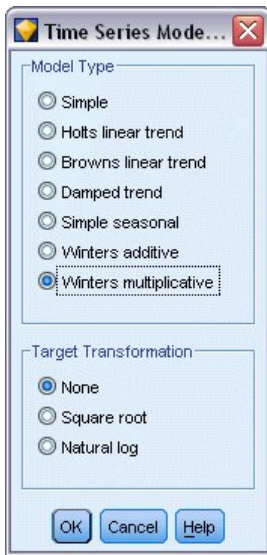 Time Series Mode...
Model Type
Simple
Holts linear trend
Browns linear trend
Damped trend
Simple seasonal
Winters additive
Winters multiplicative
Target Transformation
None
Square root
Natural log
OK Cancel Help